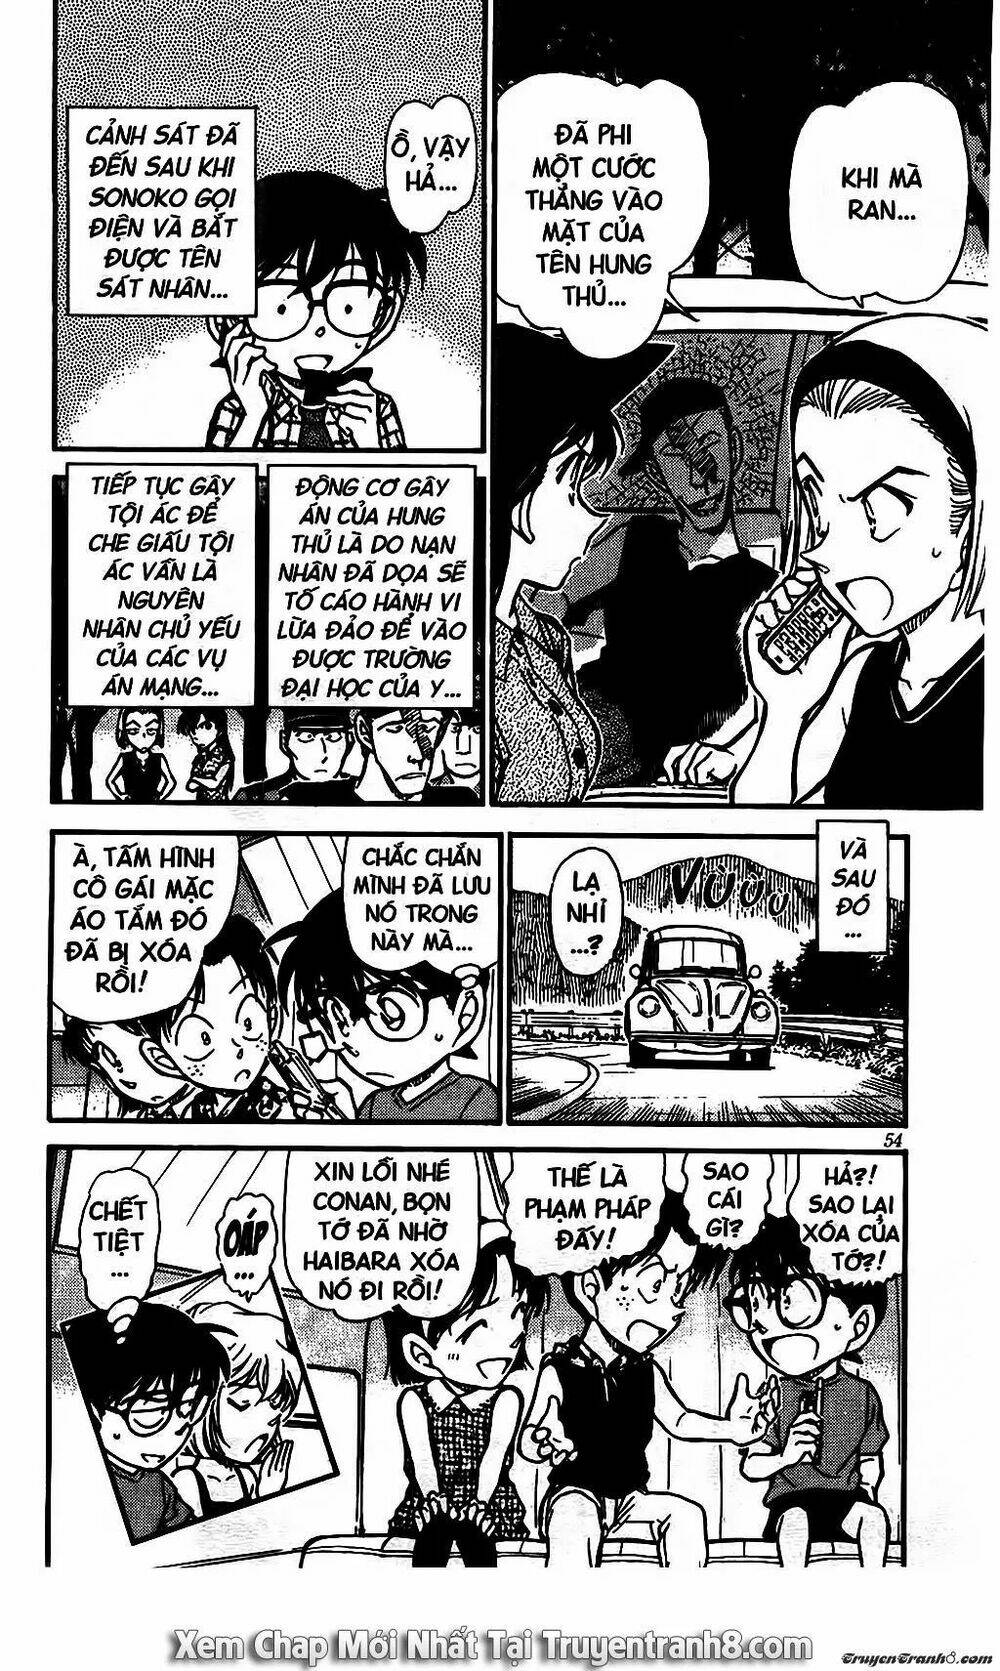 KHI MÀ
RAN...
ĐÃ PHI
MỘT CƯỚC
THẲNG VÀO
MẶT CỦA
TÊN HUNG
THỦ...
Ồ, VẬY
HẢ...
CẢNH SÁT ĐÃ
ĐẾN SAU KHI
SONOKO GỌI
ĐIỆN VÀ BẮT
ĐƯỢC TÊN
SÁT NHÂN...
ĐỘNG CƠ GÂY
ÁN CỦA HUNG
THỦ LÀ DO NẠN
NHÂN ĐÃ DỌA SẼ
TỐ CÁO HÀNH VI
LỪA ĐẢO ĐỂ VÀO
ĐƯỢC TRƯỜNG
ĐẠI HỌC CỦA Y...
TIẾP TỤC GÂY
TỘI ÁC ĐỂ
CHE GIẤU TỘI
ÁC VẪN LÀ
NGUYÊN
NHÂN CHỦ YẾU
CỦA CÁC VỤ
ÁN MẠNG...
VÀ
SAU
ĐÓ
...
VÙÙÙ
LẠ
NHỈ
...?
CHẮC CHẮN
MÌNH ĐÃ LƯU
NÓ TRONG
NÀY MÀ...
À, TẤM HÌNH
CÔ GÁI MẶC
ÁO TẮM ĐÓ
ĐÃ BỊ XÓA
RỒI!
54
HẢ?!
SAO LẠI
XÓA CỦA
TỚ?!
SAO
CÁI
GÌ?
THẾ LÀ
PHẠM PHÁP
ĐẤY!
XIN LỖI NHÉ
CONAN, BỌN
TỚ ĐÃ NHỜ
HAIBARA XÓA
NÓ ĐI RỒI!
OÁP
...
CHẾT
TIỆT
...
Xem Chap Mới Nhất Tại Truyentranh8.com
TruyenTranh8.com